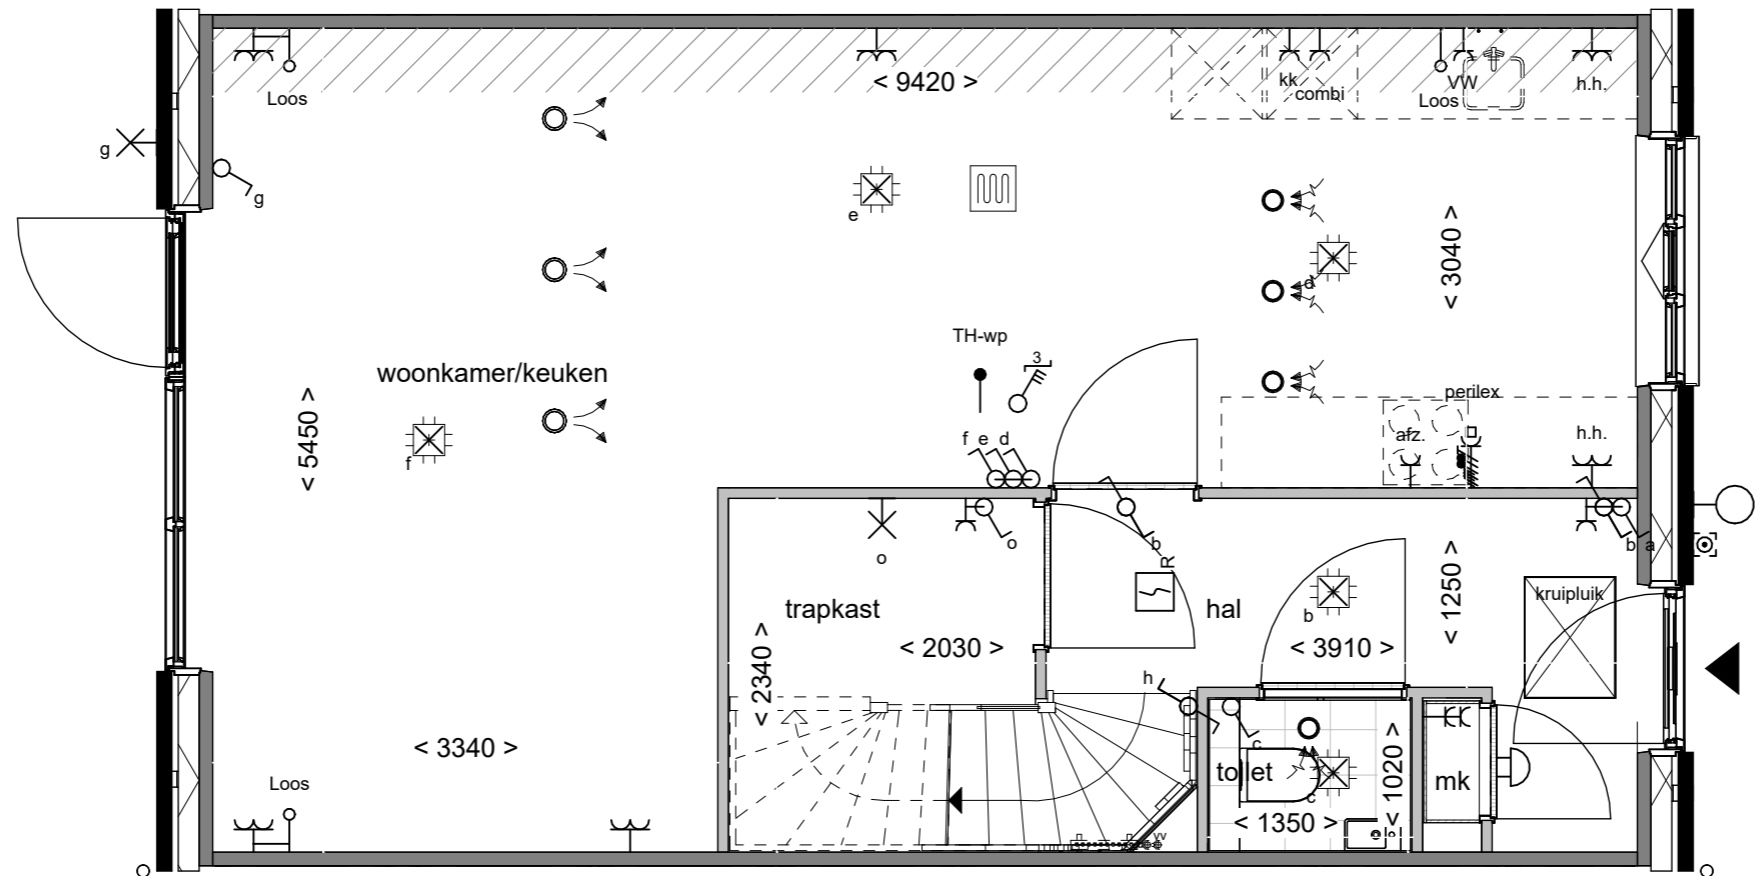 Loos
< 9420 >
kk
combi
VW
Loos
h.h.
g
g
e
d
< 3040 >
TH-wp
3
woonkamer/keuken
perilex
< 5450 >
f
f e d
afz.
h.h.
o
o
b
b a
R
trapkast
hal
b
kruipluik
< 1250 >
< 2030 >
< 3910 >
< 2340 >
h
c
< 3340 >
toilet
c
< 1020 >
mk
Loos
< 1350 >
vv